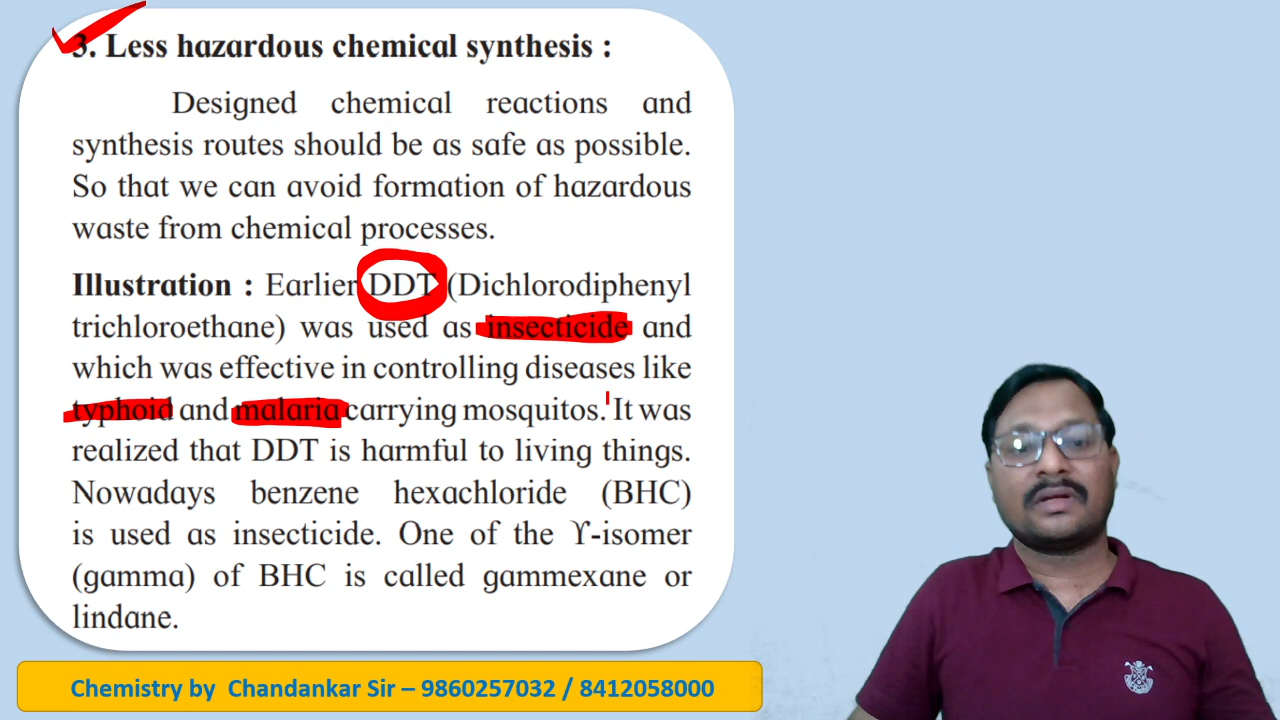 3. Less hazardous chemical synthesis :
Designed chemical reactions and
synthesis routes should be as safe as possible.
So that we can avoid formation of hazardous
waste from chemical processes.
Illustration : Earlier DDT (Dichlorodiphenyl
trichloroethane) was used as insecticide and
which was effective in controlling diseases like
typhoid and malaria carrying mosquitos. It was
realized that DDT is harmful to living things.
Nowadays benzene hexachloride (BHC)
is used as insecticide. One of the ϒ-isomer
(gamma) of BHC is called gammexane or
lindane.
Chemistry by Chandankar Sir – 9860257032 / 8412058000